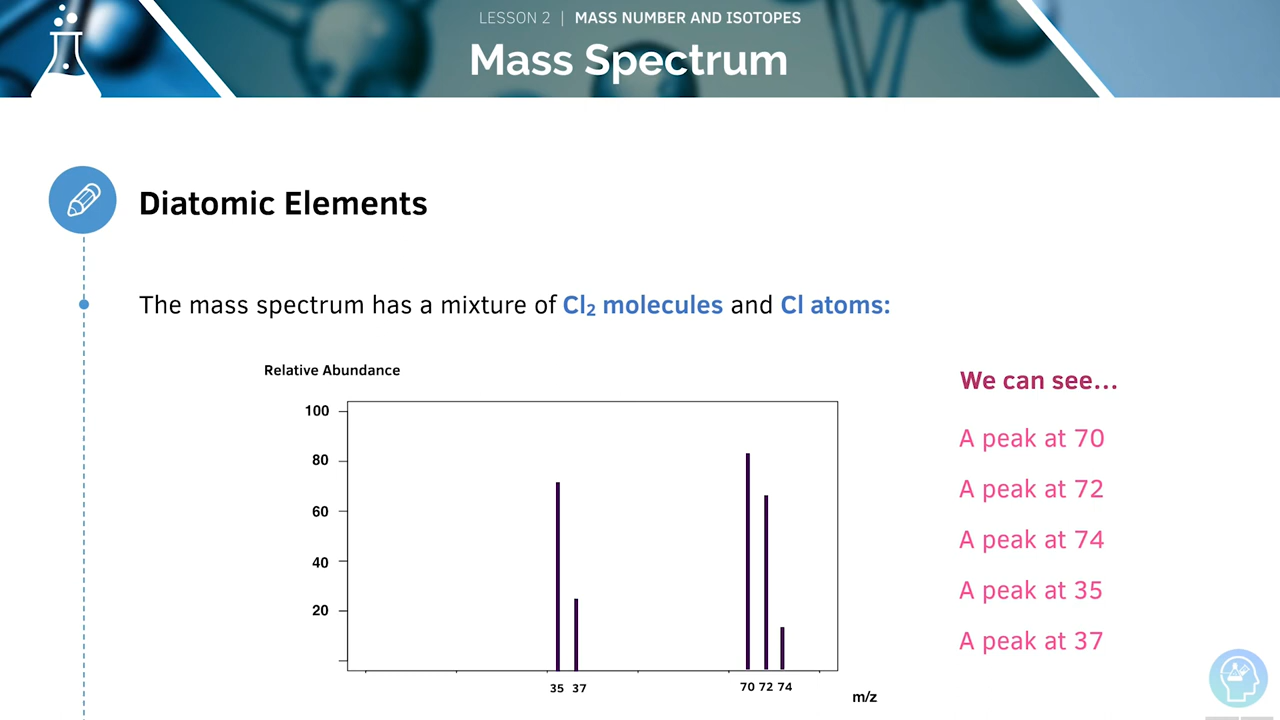 LESSON 2 | MASS NUMBER AND ISOTOPES
Mass Spectrum
Diatomic Elements
The mass spectrum has a mixture of Cl₂ molecules and Cl atoms:
Relative Abundance
100
80
60
40
20
35 37 70 72 74
m/z
We can see...
A peak at 70
A peak at 72
A peak at 74
A peak at 35
A peak at 37